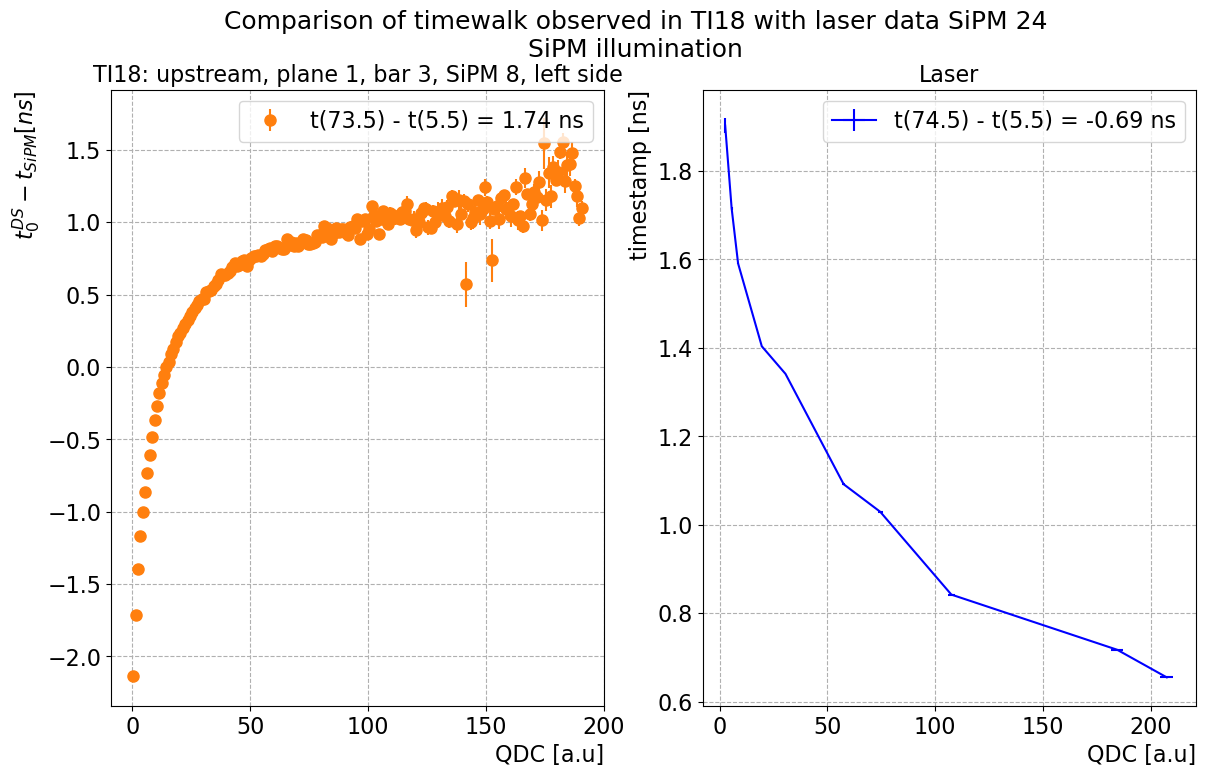 Comparison of timewalk observed in TI18 with laser data SiPM 24
SiPM illumination
TI18: upstream, plane 1, bar 3, SiPM 8, left side
t(73.5) - t(5.5) = 1.74 ns
t₀ᴰˢ − t_SiPM[ns]
1.5
1.0
0.5
0.0
−0.5
−1.0
−1.5
−2.0
0
50
100
150
200
QDC [a.u]
Laser
t(74.5) - t(5.5) = -0.69 ns
timestamp [ns]
1.8
1.6
1.4
1.2
1.0
0.8
0.6
0
50
100
150
200
QDC [a.u]